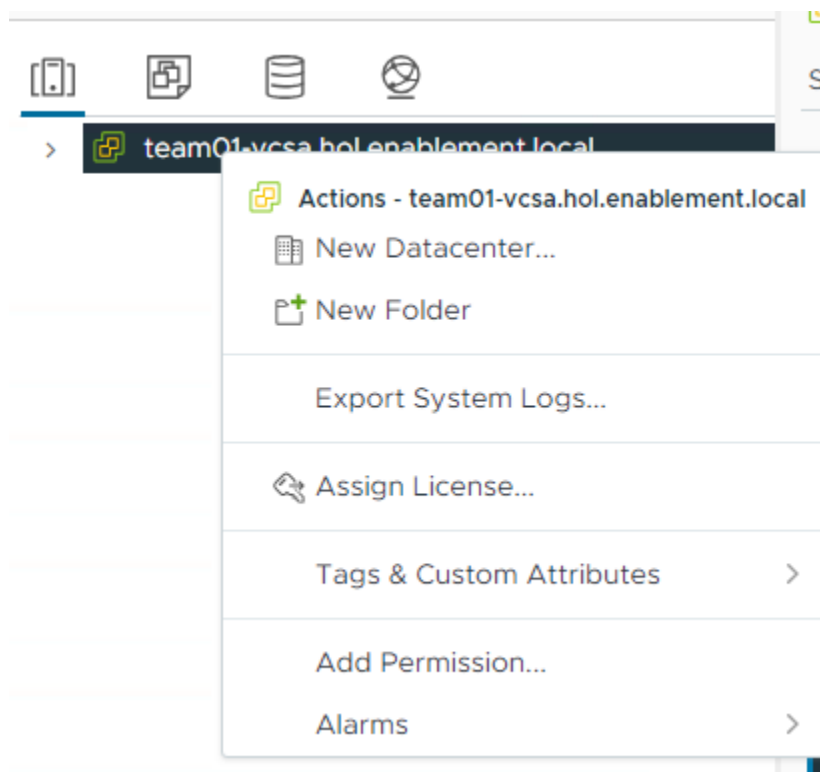 team01-vcsa.hol.enablement.local
Actions - team01-vcsa.hol.enablement.local
New Datacenter...
New Folder
Export System Logs...
Assign License...
Tags & Custom Attributes
Add Permission...
Alarms